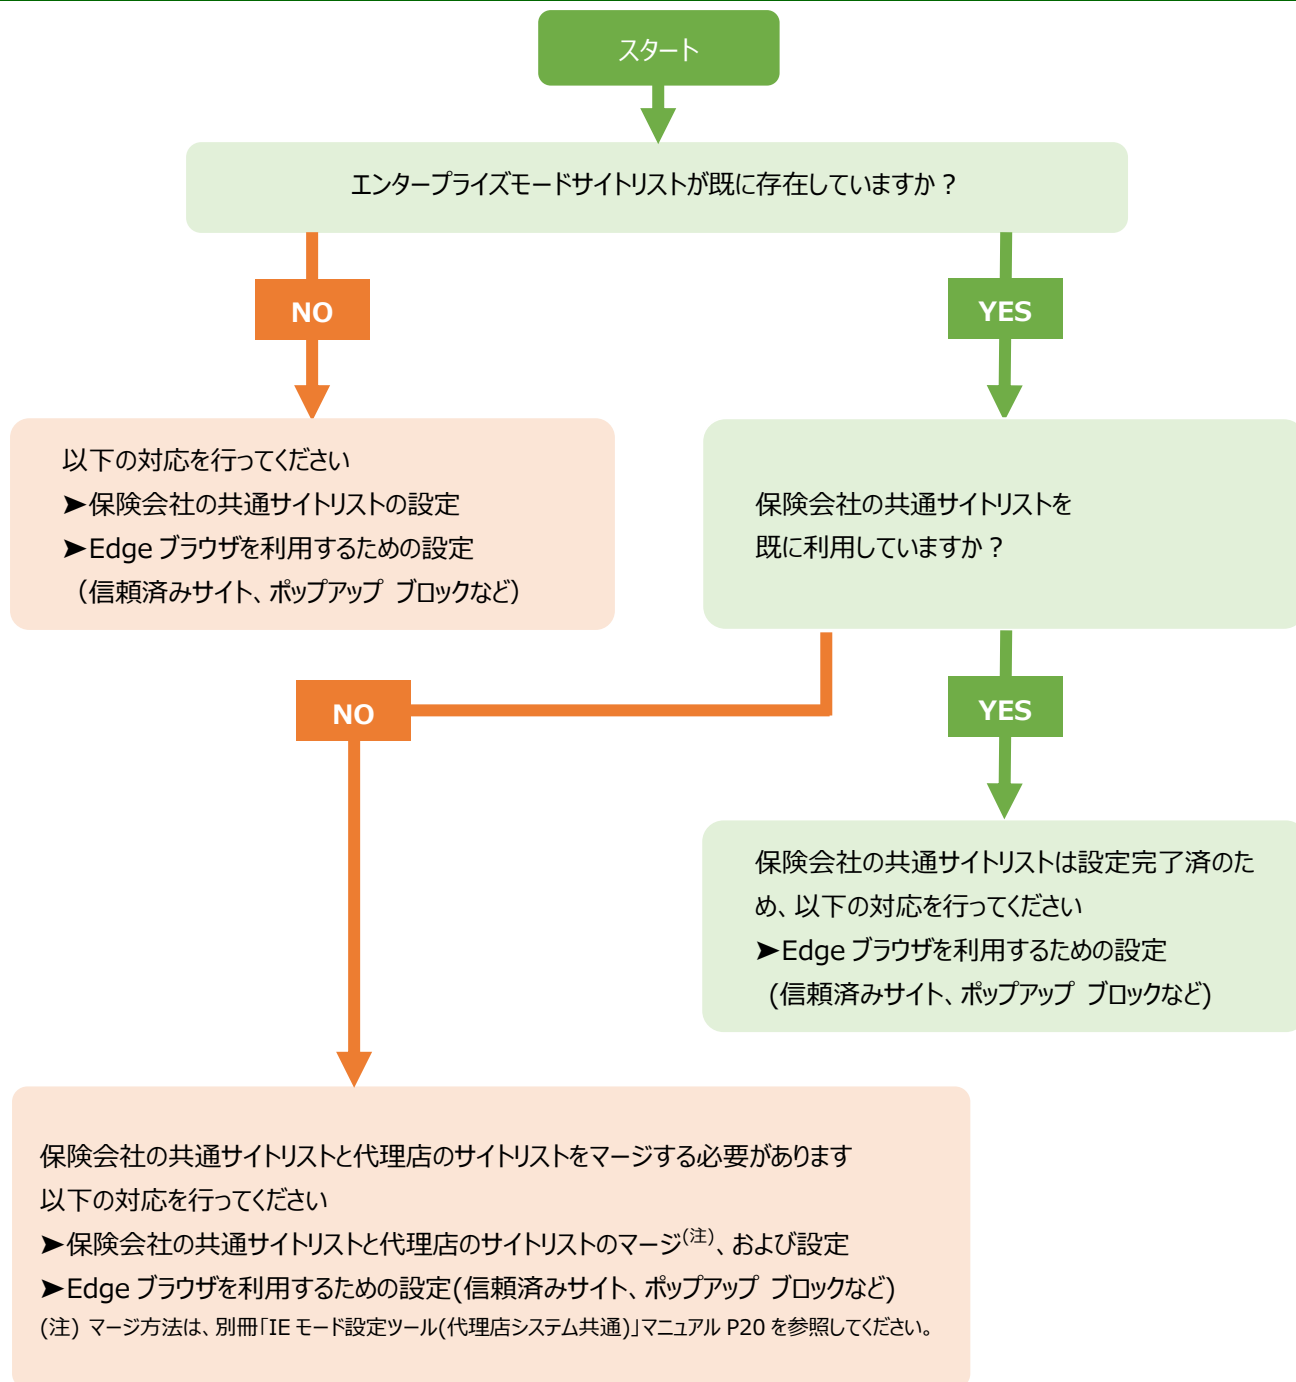 スタート
エンタープライズモードサイトリストが既に存在していますか？
NO
YES
以下の対応を行ってください
➤保険会社の共通サイトリストの設定
➤Edge ブラウザを利用するための設定
（信頼済みサイト、ポップアップ ブロックなど）
保険会社の共通サイトリストを
既に利用していますか？
NO
YES
保険会社の共通サイトリストは設定完了済のた
め、以下の対応を行ってください
➤Edge ブラウザを利用するための設定
(信頼済みサイト、ポップアップ ブロックなど)
保険会社の共通サイトリストと代理店のサイトリストをマージする必要があります
以下の対応を行ってください
➤保険会社の共通サイトリストと代理店のサイトリストのマージ(注)、および設定
➤Edge ブラウザを利用するための設定(信頼済みサイト、ポップアップ ブロックなど)
(注) マージ方法は、別冊「IE モード設定ツール(代理店システム共通)」マニュアル P20 を参照してください。